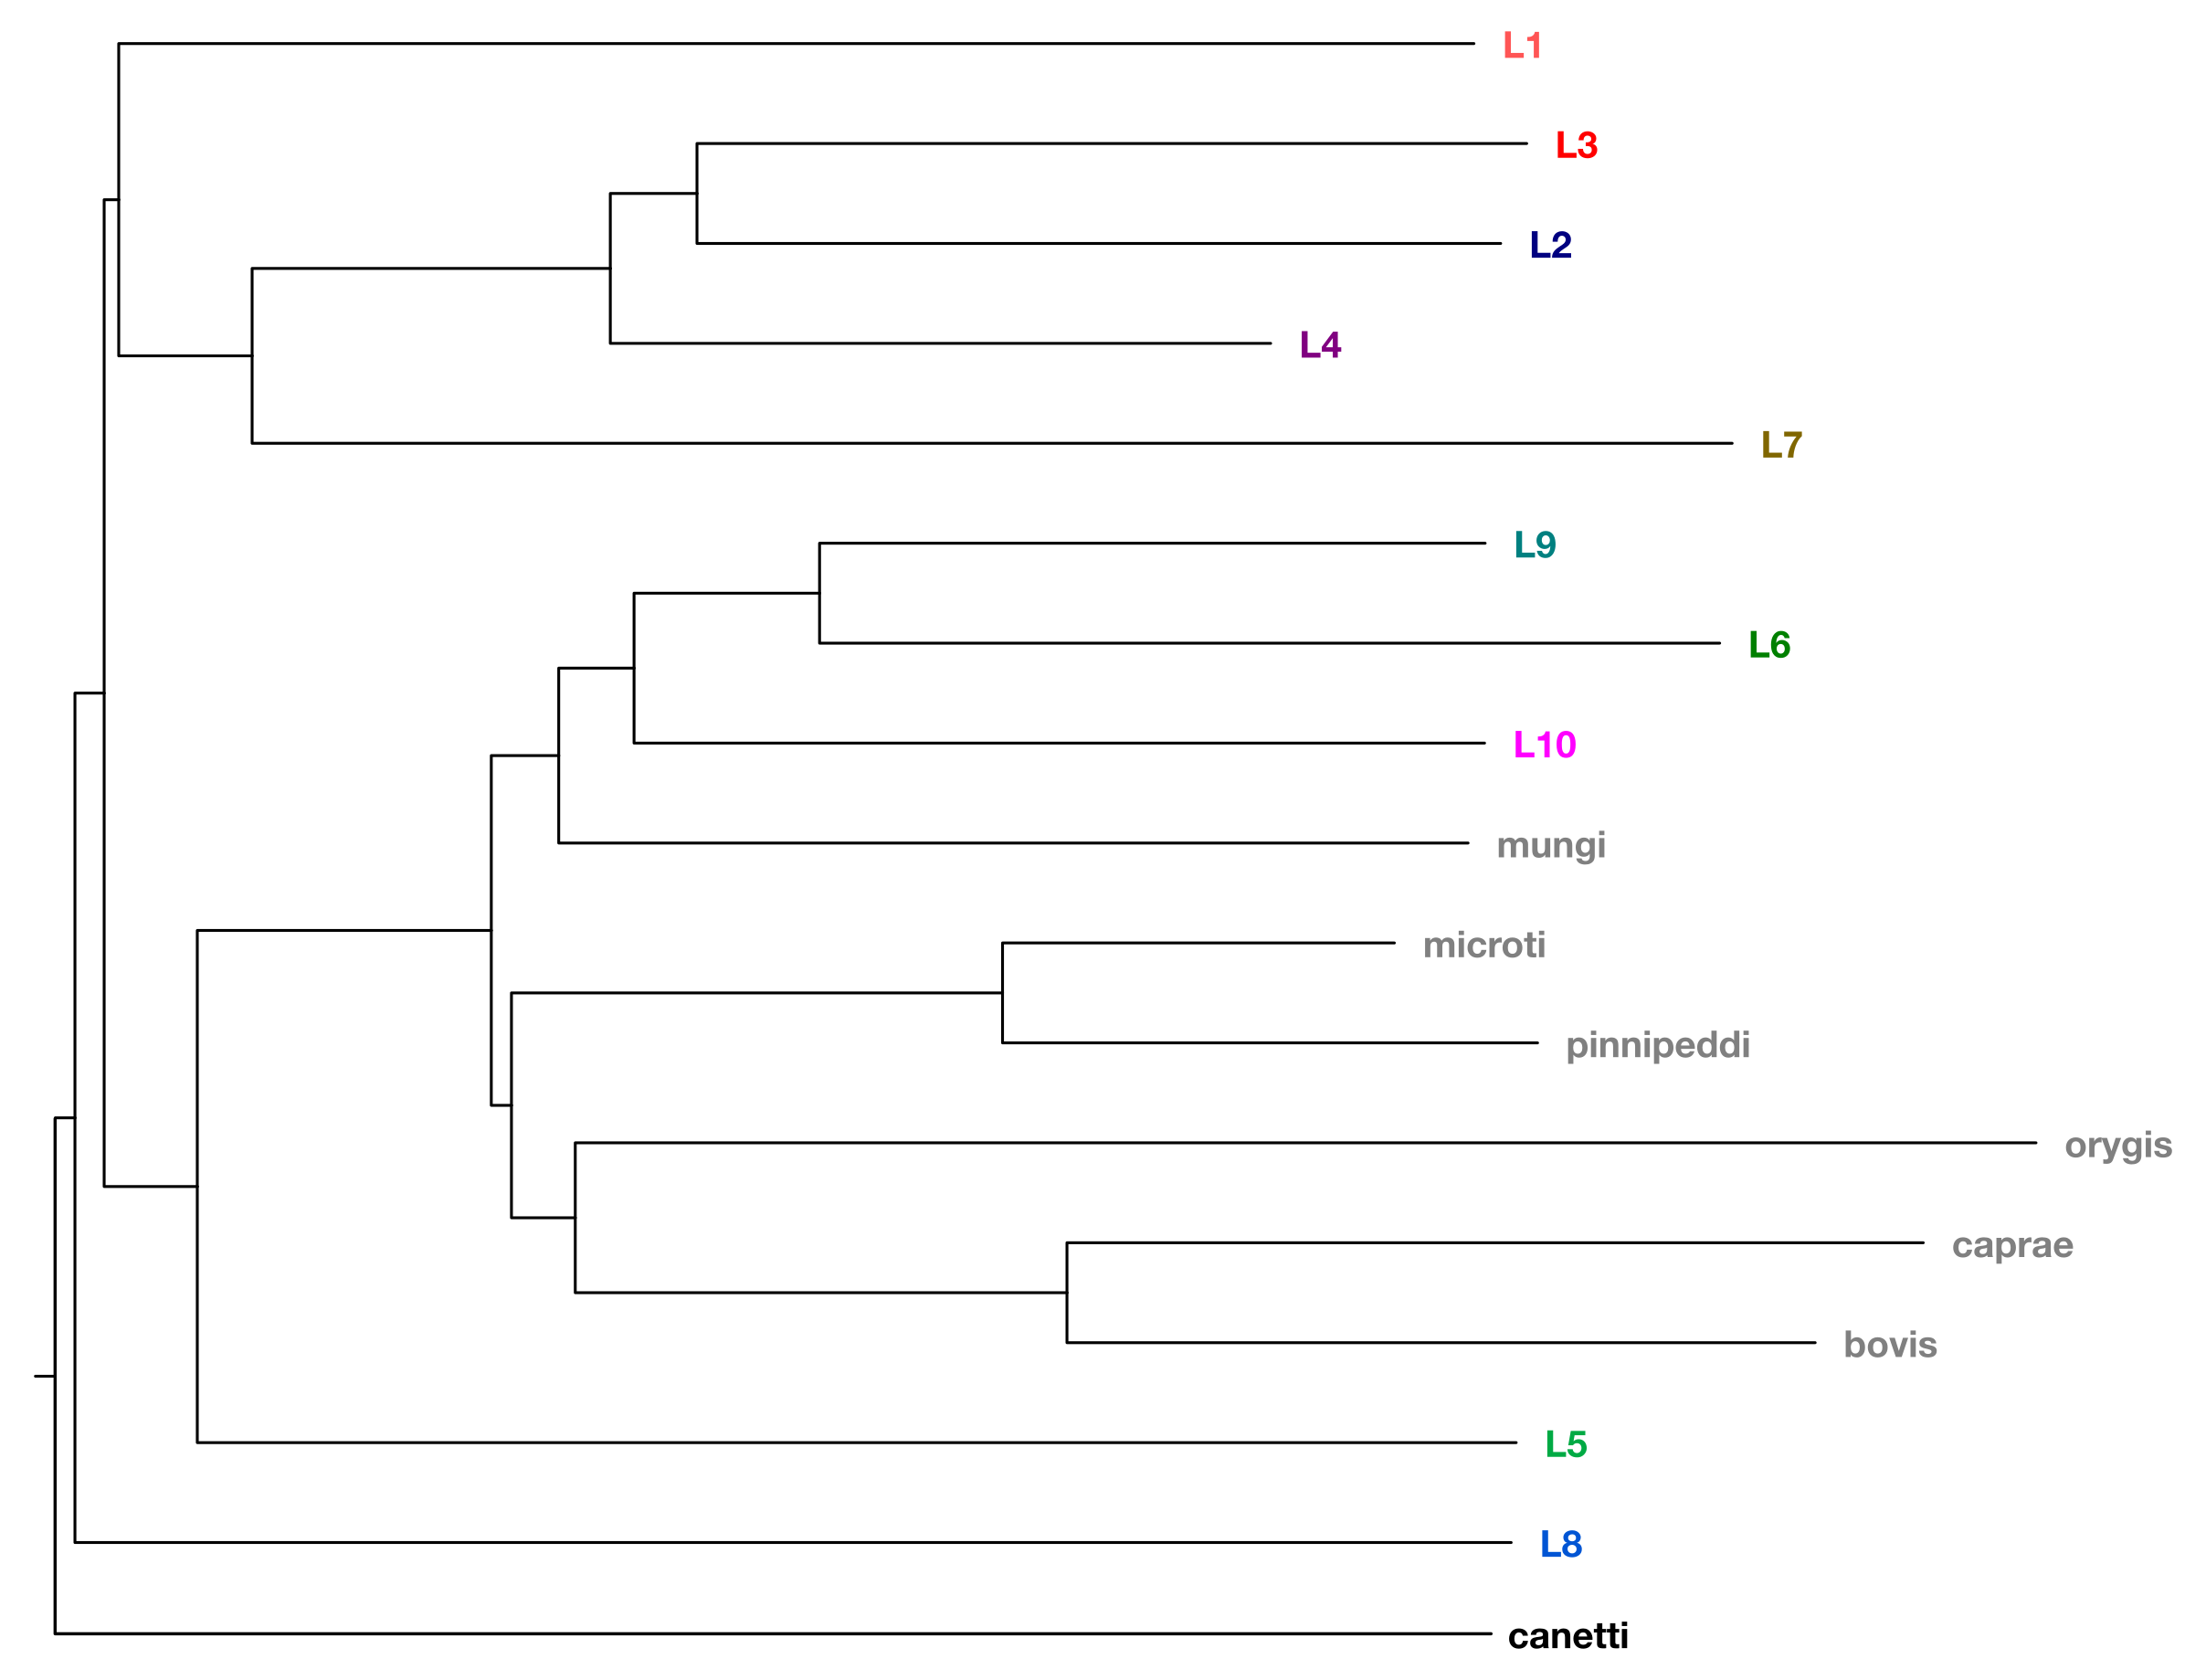 L1
L3
L2
L4
L7
L9
L6
L10
mungi
microti
pinnipeddi
orygis
caprae
bovis
L5
L8
canetti